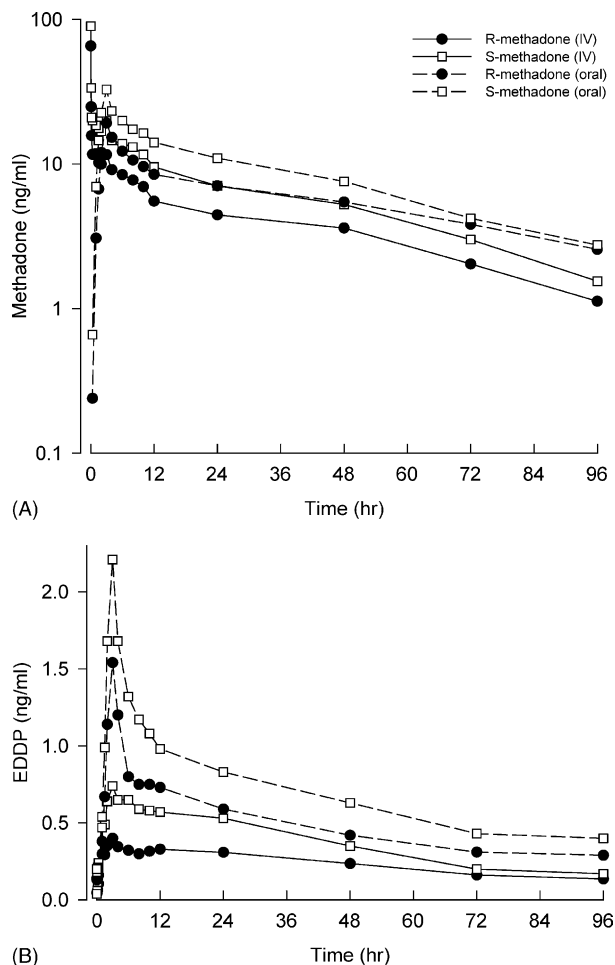 100
10
1
0.1
Methadone (ng/ml)
R-methadone (IV)
S-methadone (IV)
R-methadone (oral)
S-methadone (oral)
0 12 24 36 48 60 72 84 96
Time (hr)
(A)
2.0
1.5
1.0
0.5
0.0
EDDP (ng/ml)
0 12 24 36 48 60 72 84 96
Time (hr)
(B)